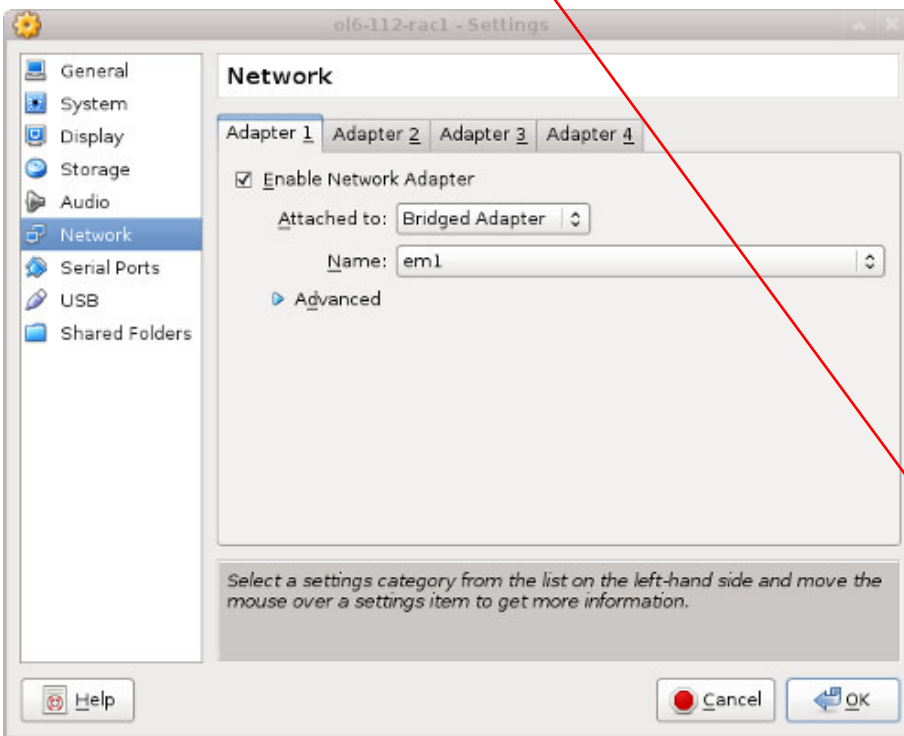 ol6-112-rac1 - Settings
General
System
Display
Storage
Audio
Network
Serial Ports
USB
Shared Folders
Network
Adapter 1 Adapter 2 Adapter 3 Adapter 4
Enable Network Adapter
Attached to: Bridged Adapter
Name: em1
Advanced
Select a settings category from the list on the left-hand side and move the
mouse over a settings item to get more information.
Help Cancel OK